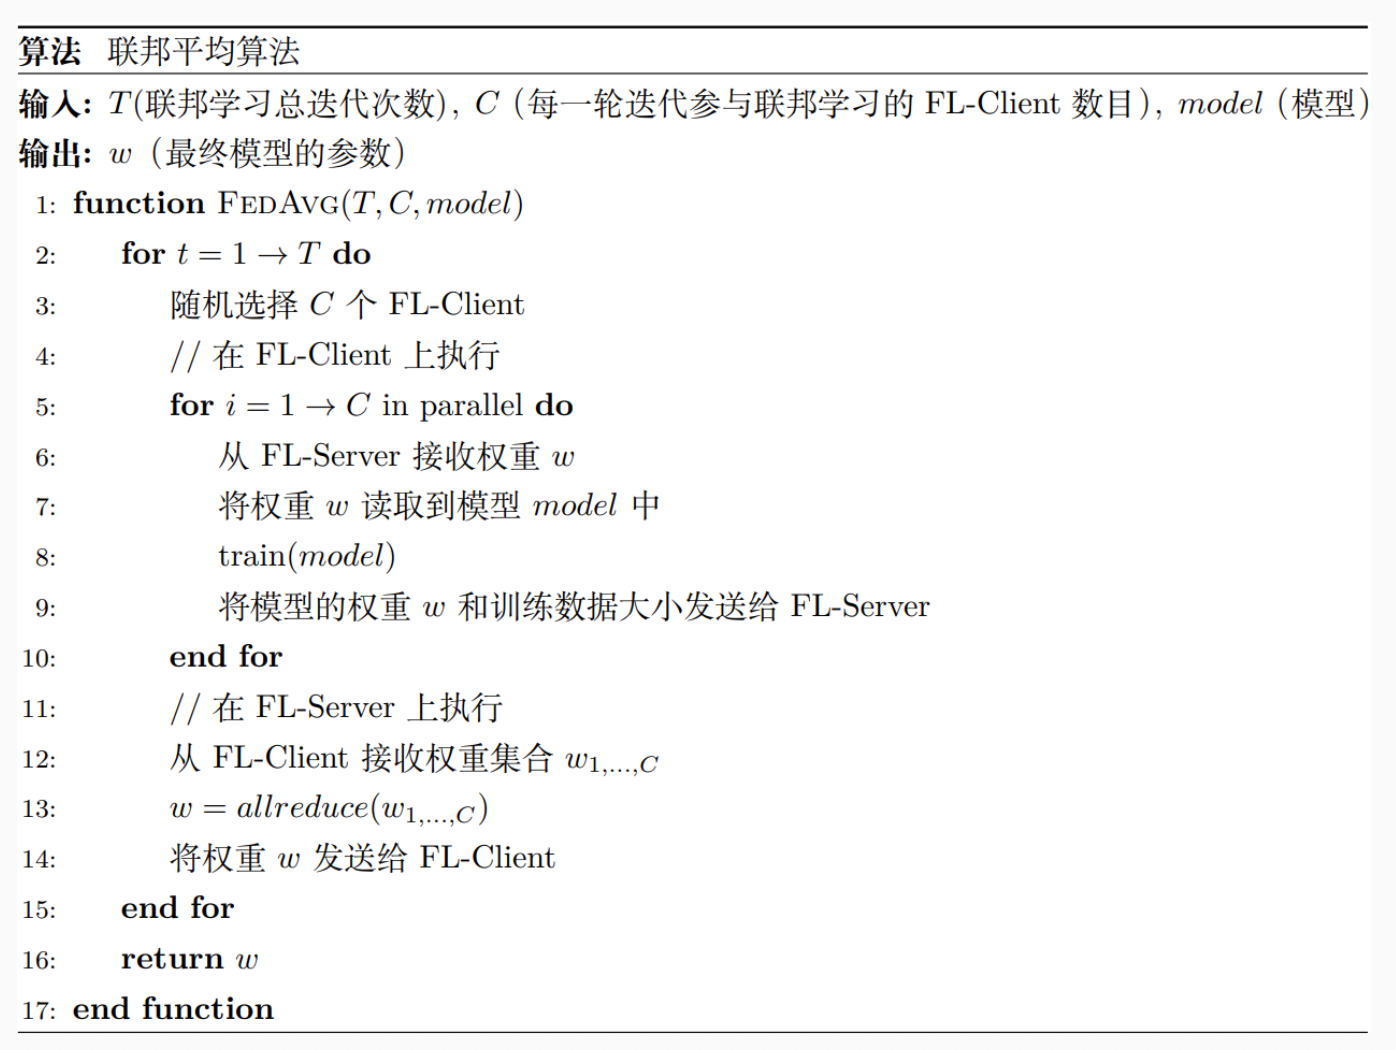 算法 联邦平均算法
输入: T(联邦学习总迭代次数), C（每一轮迭代参与联邦学习的 FL-Client 数目）, model（模型）
输出: w（最终模型的参数）
1: function FEDAVG(T, C, model)
2: for t = 1 → T do
3: 随机选择 C 个 FL-Client
4: // 在 FL-Client 上执行
5: for i = 1 → C in parallel do
6: 从 FL-Server 接收权重 w
7: 将权重 w 读取到模型 model 中
8: train(model)
9: 将模型的权重 w 和训练数据大小发送给 FL-Server
10: end for
11: // 在 FL-Server 上执行
12: 从 FL-Client 接收权重集合 w1,...,C
13: w = allreduce(w1,...,C)
14: 将权重 w 发送给 FL-Client
15: end for
16: return w
17: end function